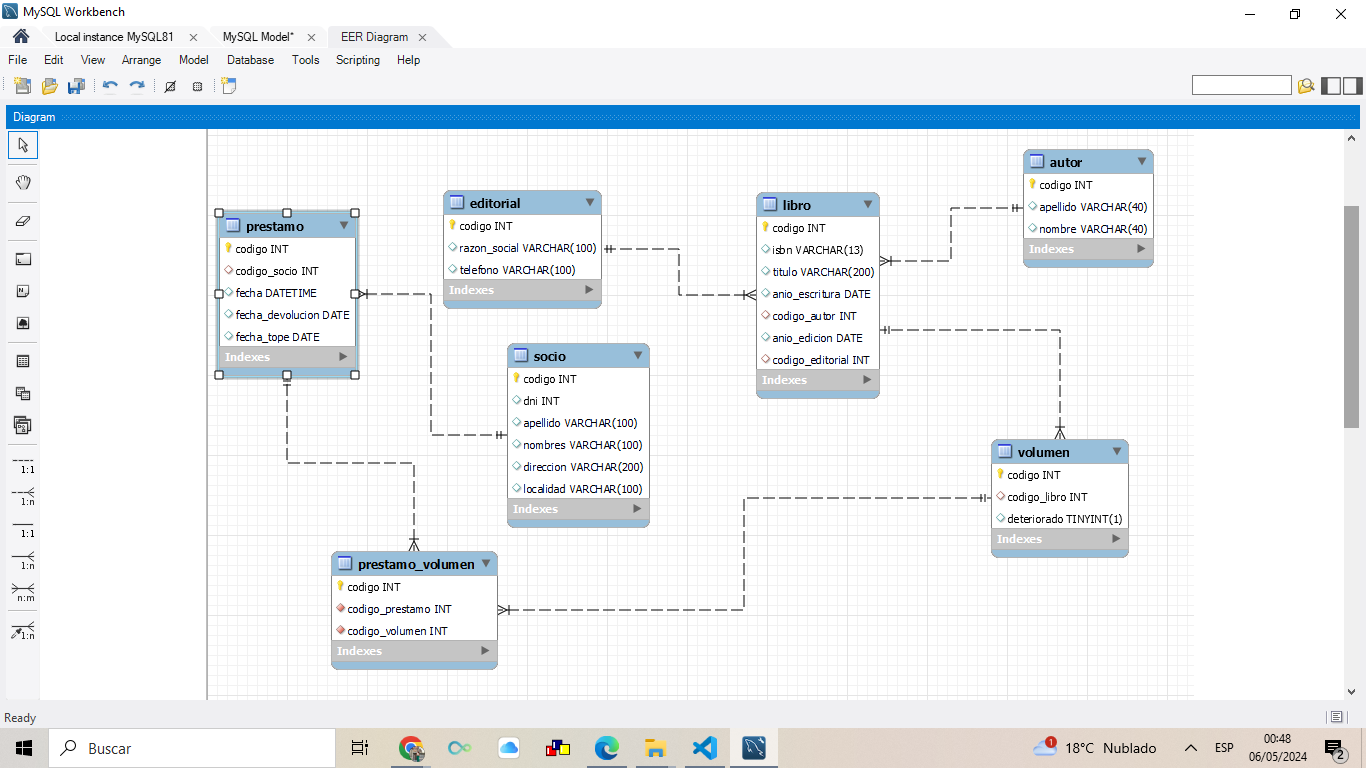 MySQL Workbench
Local instance MySQL81
MySQL Model*
EER Diagram
File Edit View Arrange Model Database Tools Scripting Help
Diagram
prestamo
codigo INT
codigo_socio INT
fecha DATETIME
fecha_devolucion DATE
fecha_tope DATE
Indexes
editorial
codigo INT
razon_social VARCHAR(100)
telefono VARCHAR(100)
Indexes
socio
codigo INT
dni INT
apellido VARCHAR(100)
nombres VARCHAR(100)
direccion VARCHAR(200)
localidad VARCHAR(100)
Indexes
prestamo_volumen
codigo INT
codigo_prestamo INT
codigo_volumen INT
Indexes
libro
codigo INT
isbn VARCHAR(13)
titulo VARCHAR(200)
anio_escritura DATE
codigo_autor INT
anio_edicion DATE
codigo_editorial INT
Indexes
autor
codigo INT
apellido VARCHAR(40)
nombre VARCHAR(40)
Indexes
volumen
codigo INT
codigo_libro INT
deteriorado TINYINT(1)
Indexes
1:1
1:n
1:1
1:n
n:m
1:n
Ready
Buscar
1
18°C Nublado
ESP
00:48
06/05/2024
2